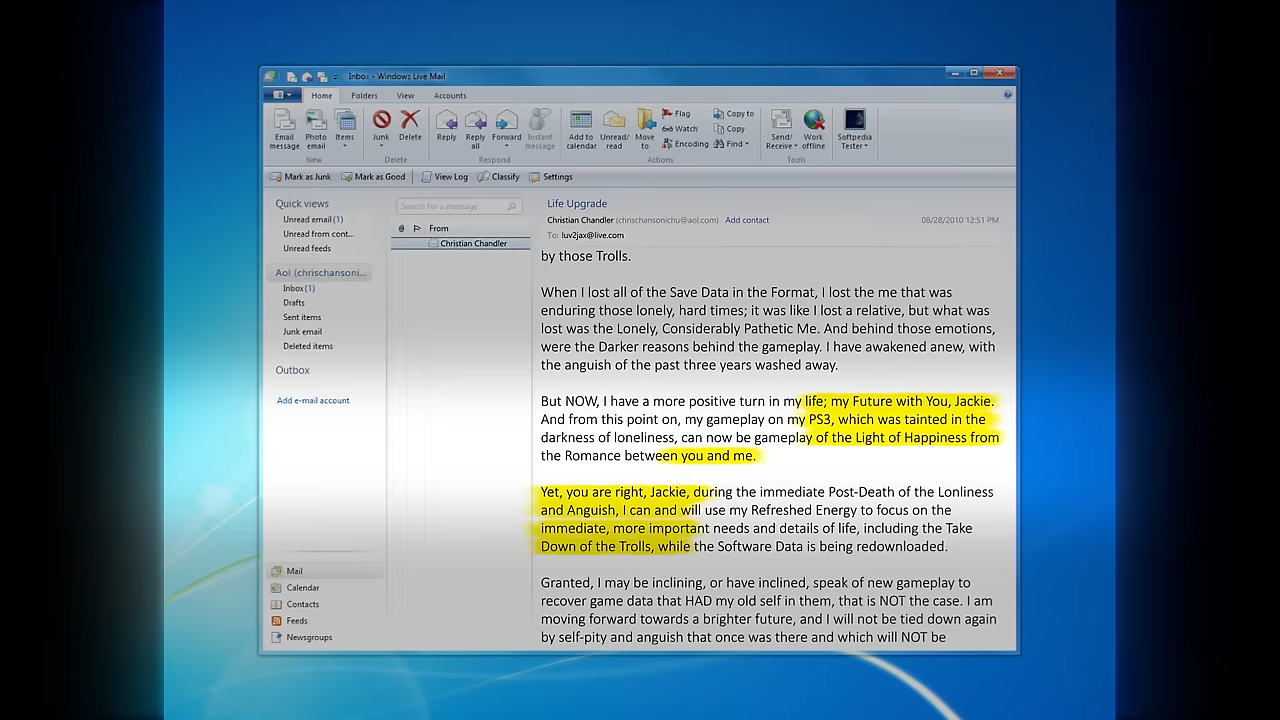 Inbox - Windows Live Mail
Home Folders View Accounts
Email message
Photo email
Items
New
Junk
Delete
Delete
Reply
Reply all
Forward
Instant message
Respond
Add to calendar
Unread/ read
Move to
Flag
Watch
Encoding
Copy to
Copy
Find
Actions
Send/ Receive
Work offline
Tools
Softpedia Tester
Mark as Junk Mark as Good View Log Classify Settings
Quick views
Unread email (1)
Unread from cont...
Unread feeds
Aol (chrischansoni...
Inbox (1)
Drafts
Sent items
Junk email
Deleted items
Outbox
Add e-mail account
Mail
Calendar
Contacts
Feeds
Newsgroups
Search for a message
From
Christian Chandler
Life Upgrade
Christian Chandler (chrischansonichu@aol.com) Add contact 08/28/2010 12:51 PM
To: luv2jax@live.com
by those Trolls.
When I lost all of the Save Data in the Format, I lost the me that was
enduring those lonely, hard times; it was like I lost a relative, but what was
lost was the Lonely, Considerably Pathetic Me. And behind those emotions,
were the Darker reasons behind the gameplay. I have awakened anew, with
the anguish of the past three years washed away.
But NOW, I have a more positive turn in my life; my Future with You, Jackie.
And from this point on, my gameplay on my PS3, which was tainted in the
darkness of loneliness, can now be gameplay of the Light of Happiness from
the Romance between you and me.
Yet, you are right, Jackie, during the immediate Post-Death of the Lonliness
and Anguish, I can and will use my Refreshed Energy to focus on the
immediate, more important needs and details of life, including the Take
Down of the Trolls, while the Software Data is being redownloaded.
Granted, I may be inclining, or have inclined, speak of new gameplay to
recover game data that HAD my old self in them, that is NOT the case. I am
moving forward towards a brighter future, and I will not be tied down again
by self-pity and anguish that once was there and which will NOT be